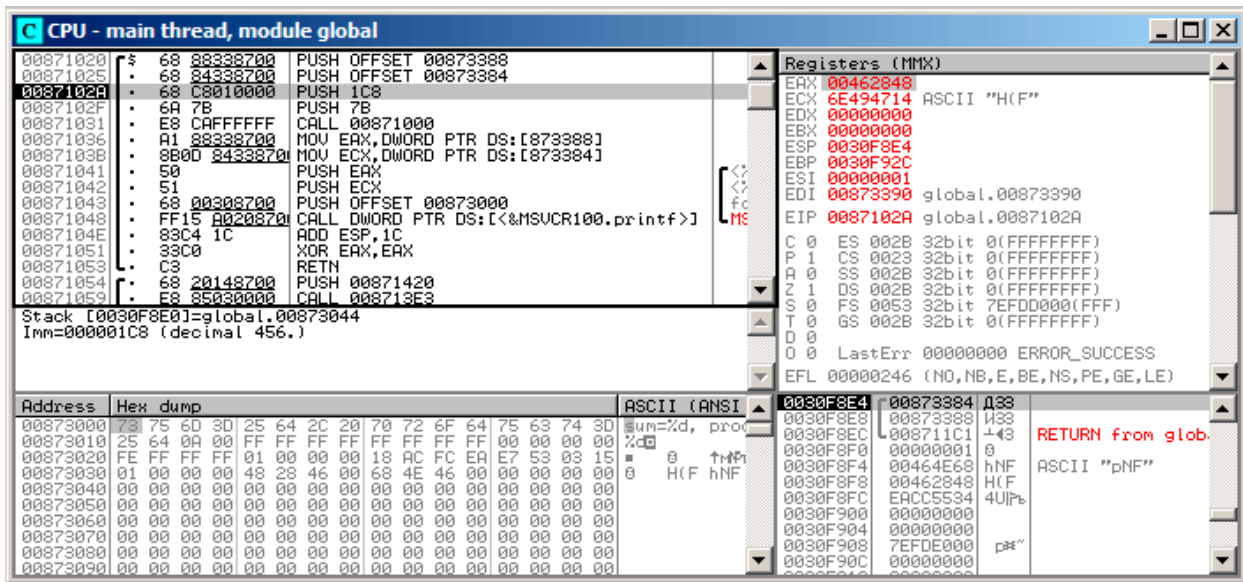 C CPU - main thread, module global
00871020 $ 68 88338700 PUSH OFFSET 00873388
00871025 . 68 84338700 PUSH OFFSET 00873384
0087102A . 68 C8010000 PUSH 1C8
0087102F . 6A 7B PUSH 7B
00871031 . E8 CAFFFFFF CALL 00871000
00871036 . A1 88338700 MOV EAX,DWORD PTR DS:[873388]
0087103B . 8B0D 8433870 MOV ECX,DWORD PTR DS:[873384]
00871041 . 50 PUSH EAX
00871042 . 51 PUSH ECX
00871043 . 68 00308700 PUSH OFFSET 00873000
00871048 . FF15 A020870 CALL DWORD PTR DS:[<&MSVCR100.printf>]
0087104E . 83C4 1C ADD ESP,1C
00871051 . 33C0 XOR EAX,EAX
00871053 . C3 RETN
00871054 . 68 20148700 PUSH 00871420
00871059 . E8 85030000 CALL 008713E3
Stack [0030F8E0]=global.00873044
Imm=000001C8 (decimal 456.)
Registers (MMX)
EAX 00462848
ECX 6E494714 ASCII "H(F"
EDX 00000000
EBX 00000000
ESP 0030F8E4
EBP 0030F92C
ESI 00000001
EDI 00873390 global.00873390
EIP 0087102A global.0087102A
C 0 ES 002B 32bit 0(FFFFFFFF)
P 1 CS 0023 32bit 0(FFFFFFFF)
A 0 SS 002B 32bit 0(FFFFFFFF)
Z 1 DS 002B 32bit 0(FFFFFFFF)
S 0 FS 0053 32bit 7EFDD000(FFF)
T 0 GS 002B 32bit 0(FFFFFFFF)
D 0
O 0 LastErr 00000000 ERROR_SUCCESS
EFL 00000246 (NO,NB,E,BE,NS,PE,GE,LE)
Address Hex dump ASCII (ANSI
00873000 73 75 6D 3D 25 64 2C 20 70 72 6F 64 75 63 74 3D sum=%d, proc
00873010 25 64 0A 00 FF FF FF FF FF FF FF FF 00 00 00 00 %d
00873020 FE FF FF FF 01 00 00 00 18 AC FC EA E7 53 03 15
00873030 01 00 00 00 48 28 46 00 68 4E 46 00 00 00 00 00 H(F hNF
00873040 00 00 00 00 00 00 00 00 00 00 00 00 00 00 00 00
00873050 00 00 00 00 00 00 00 00 00 00 00 00 00 00 00 00
00873060 00 00 00 00 00 00 00 00 00 00 00 00 00 00 00 00
00873070 00 00 00 00 00 00 00 00 00 00 00 00 00 00 00 00
00873080 00 00 00 00 00 00 00 00 00 00 00 00 00 00 00 00
00873090 00 00 00 00 00 00 00 00 00 00 00 00 00 00 00 00
0030F8E4 00873384 Д33
0030F8E8 00873388 И33
0030F8EC 008711C1 RETURN from glob
0030F8F0 00000001
0030F8F4 00464E68 hNF ASCII "pNF"
0030F8F8 00462848 H(F
0030F8FC EACC5534
0030F900 00000000
0030F904 00000000
0030F908 7EFDE000
0030F90C 00000000